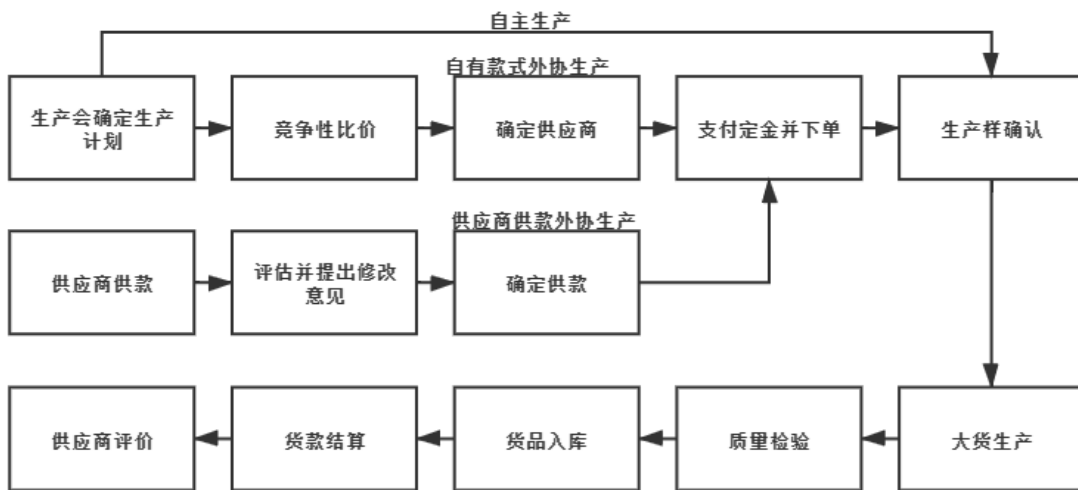 自主生产
自有款式外协生产
生产会确定生产
计划
竞争性比价
确定供应商
支付定金并下单
生产样确认
供应商供款外协生产
供应商供款
评估并提出修改
意见
确定供款
供应商评价
货款结算
货品入库
质量检验
大货生产